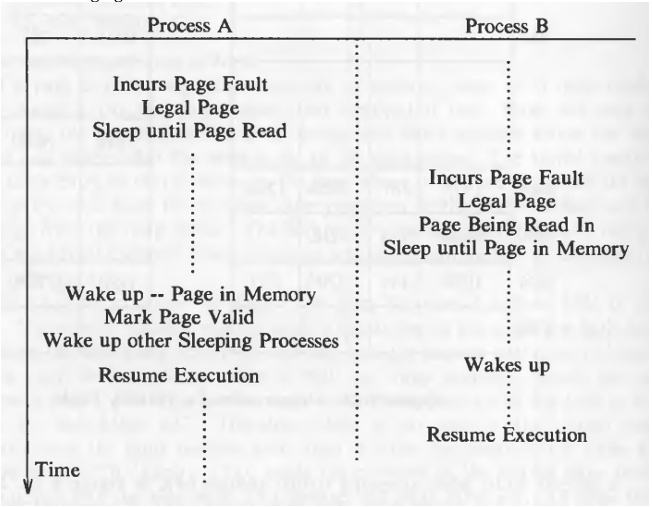 Process A
Process B
Incurs Page Fault
Legal Page
Sleep until Page Read
Incurs Page Fault
Legal Page
Page Being Read In
Sleep until Page in Memory
Wake up -- Page in Memory
Mark Page Valid
Wake up other Sleeping Processes
Resume Execution
Wakes up
Resume Execution
Time